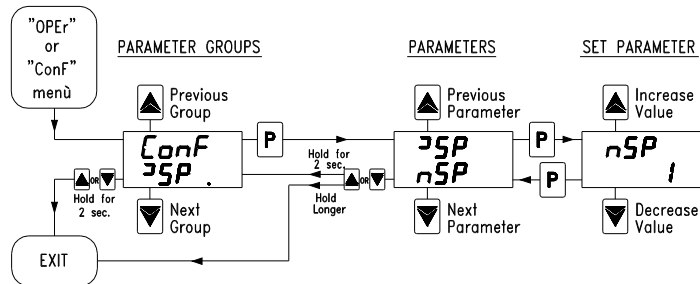 "OPEr"
or
"ConF"
menù
PARAMETER GROUPS
PARAMETERS
SET PARAMETER
Previous
Group
Previous
Parameter
Increase
Value
ConF
SP .
P
Hold for
2 sec.
SP
nSP
P
P
nSP
1
OR
Hold for
2 sec.
Next
Group
Hold
Longer
OR
Next
Parameter
Decrease
Value
EXIT